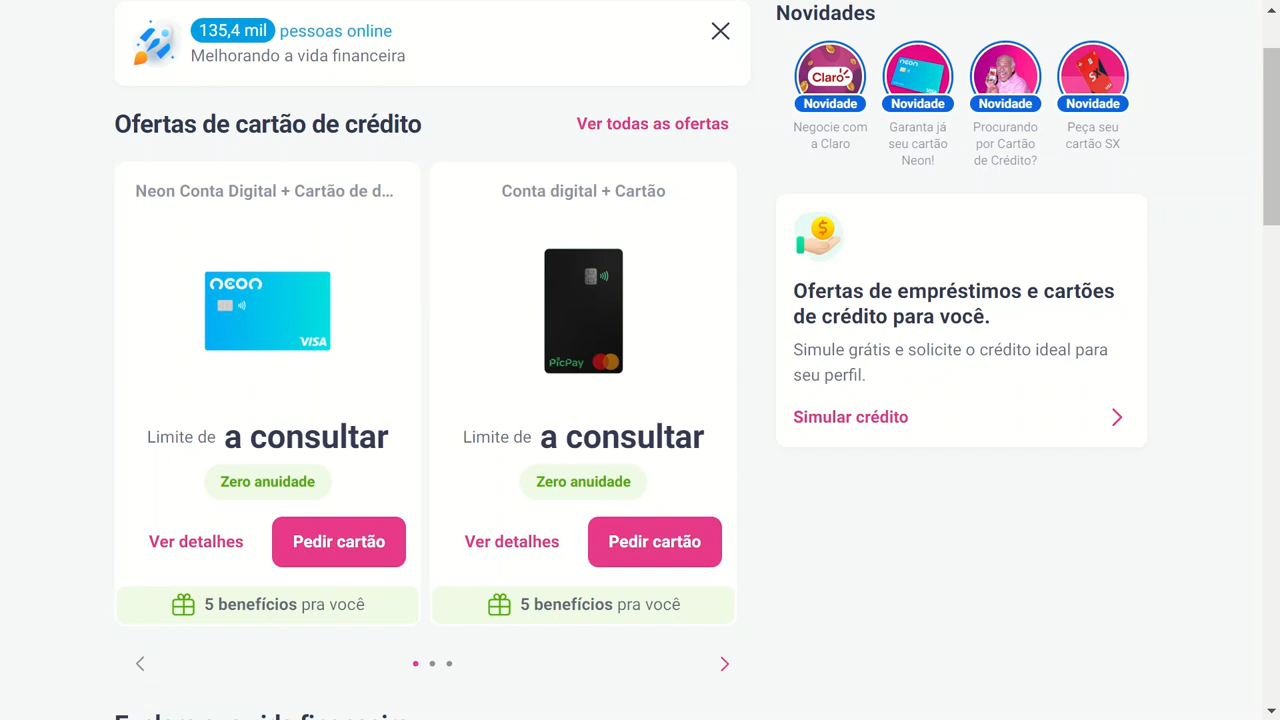 135,4 mil pessoas online
Melhorando a vida financeira
Ofertas de cartão de crédito
Ver todas as ofertas
Neon Conta Digital + Cartão de d...
neon
VISA
Limite de a consultar
Zero anuidade
Ver detalhes
Pedir cartão
5 benefícios pra você
Conta digital + Cartão
PicPay
Limite de a consultar
Zero anuidade
Ver detalhes
Pedir cartão
5 benefícios pra você
Novidades
Claro
Novidade
Negocie com
a Claro
neon
Novidade
Garanta já
seu cartão
Neon!
Novidade
Procurando
por Cartão
de Crédito?
SX
Novidade
Peça seu
cartão SX
$
Ofertas de empréstimos e cartões
de crédito para você.
Simule grátis e solicite o crédito ideal para
seu perfil.
Simular crédito